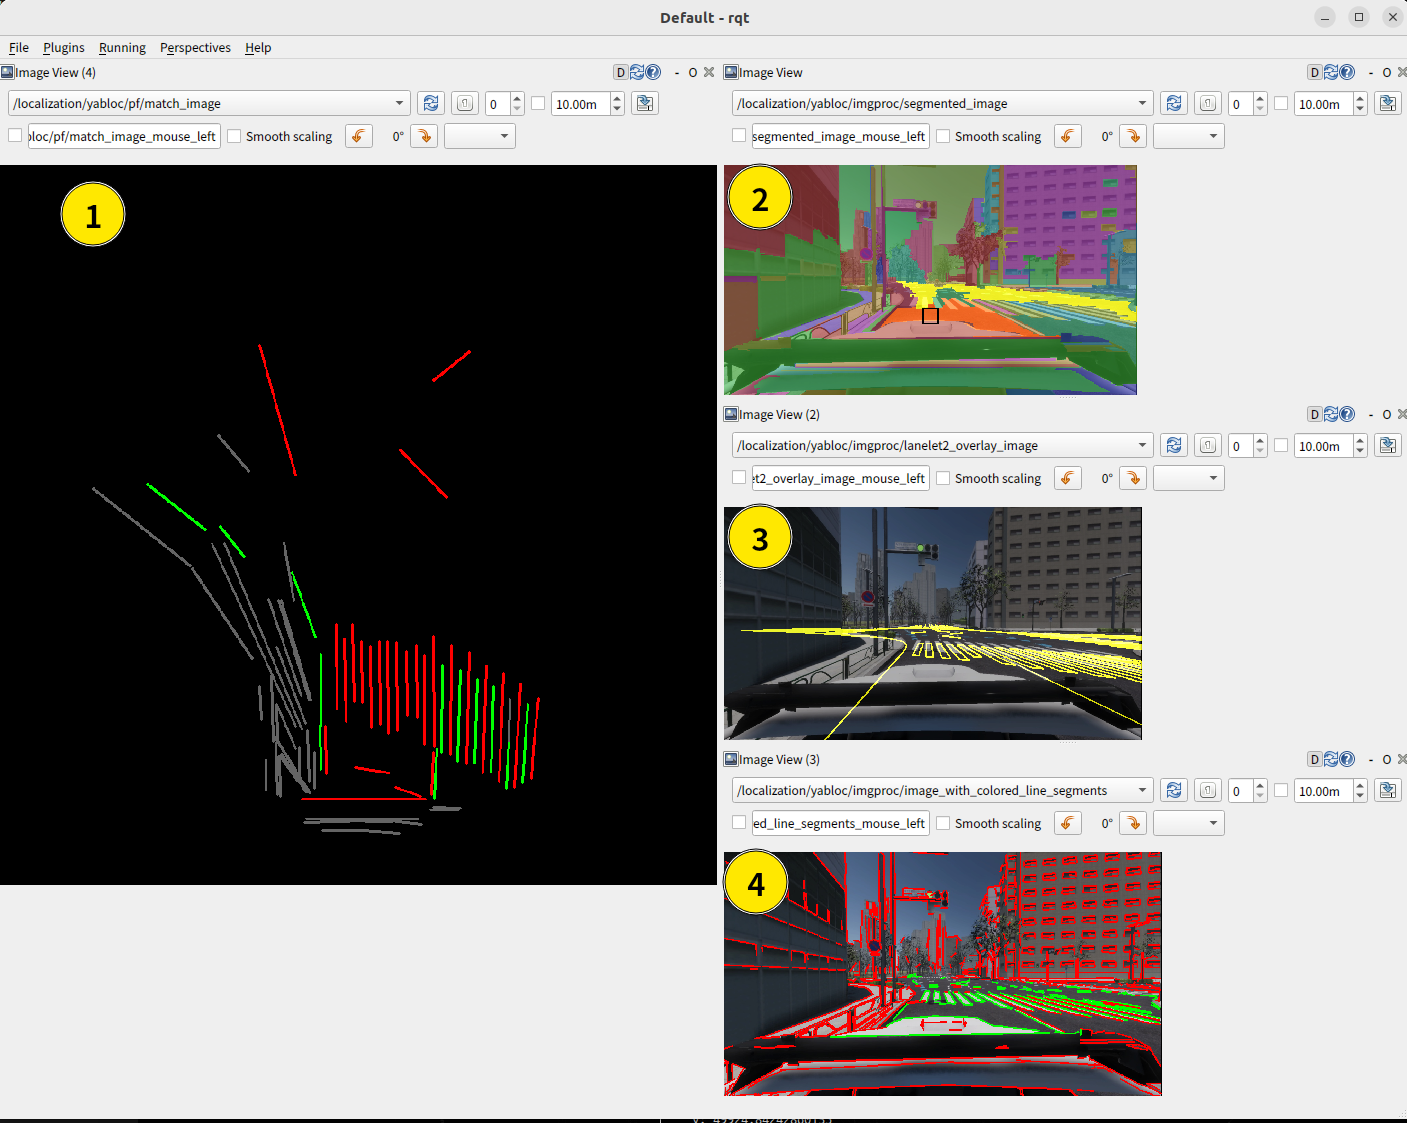 Default - rqt
File Plugins Running Perspectives Help
Image View (4)
D
- O
/localization/yabloc/pf/match_image
0
10.00m
loc/pf/match_image_mouse_left
Smooth scaling
0°
1
Image View
D
- O
/localization/yabloc/imgproc/segmented_image
0
10.00m
segmented_image_mouse_left
Smooth scaling
0°
2
Image View (2)
D
- O
/localization/yabloc/imgproc/lanelet2_overlay_image
0
10.00m
et2_overlay_image_mouse_left
Smooth scaling
0°
3
Image View (3)
D
- O
/localization/yabloc/imgproc/image_with_colored_line_segments
0
10.00m
ed_line_segments_mouse_left
Smooth scaling
0°
4